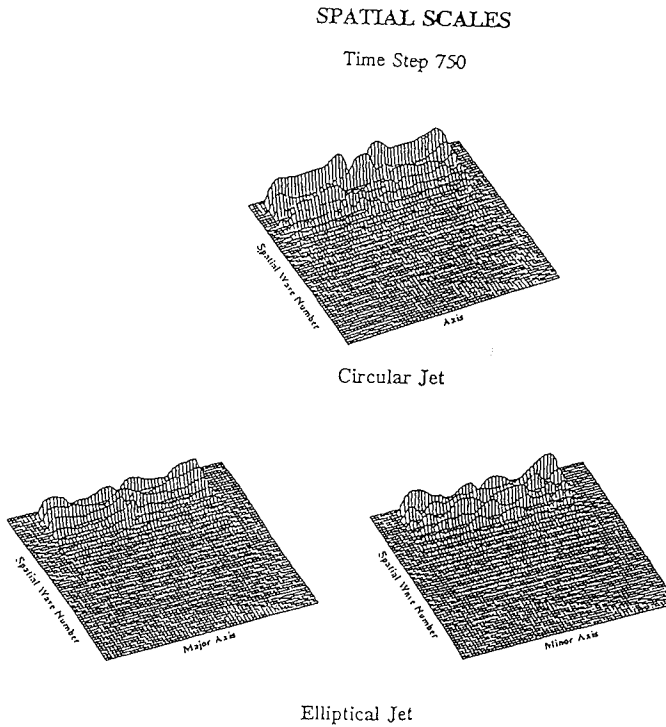 SPATIAL SCALES
Time Step 750
Spatial Wave Number
Axis
Circular Jet
Spatial Wave Number
Major Axis
Spatial Wave Number
Minor Axis
Elliptical Jet